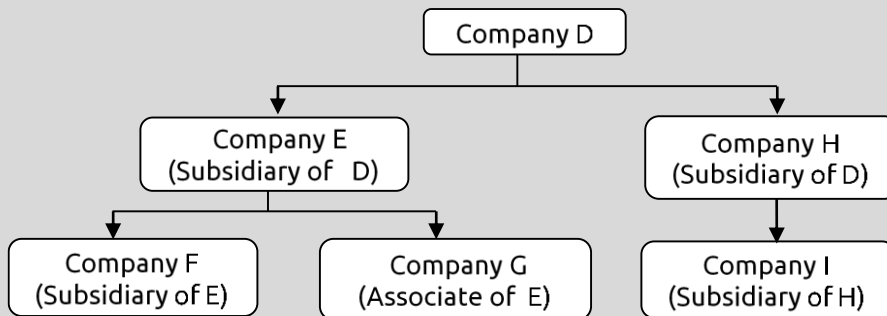 Company D
Company E
(Subsidiary of D)
Company H
(Subsidiary of D)
Company F
(Subsidiary of E)
Company G
(Associate of E)
Company I
(Subsidiary of H)